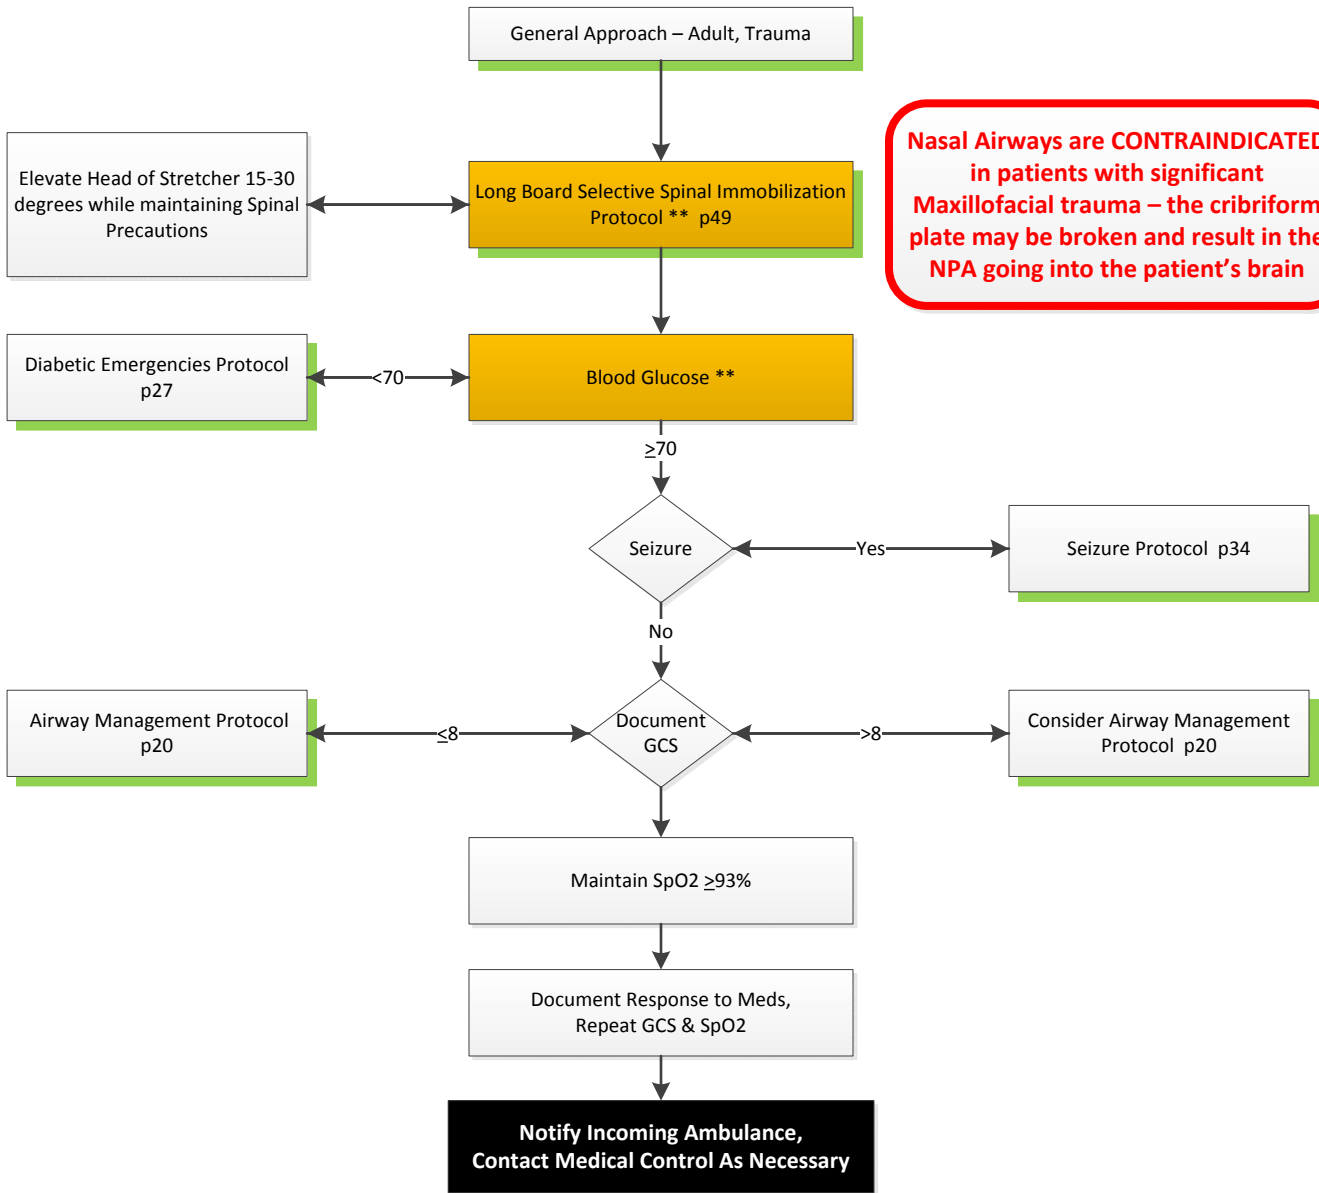 General Approach – Adult, Trauma
Nasal Airways are CONTRAINDICATED
in patients with significant
Maxillofacial trauma – the cribriform
plate may be broken and result in the
NPA going into the patient’s brain
Elevate Head of Stretcher 15-30
degrees while maintaining Spinal
Precautions
Long Board Selective Spinal Immobilization
Protocol ** p49
Diabetic Emergencies Protocol
p27
<70
Blood Glucose **
≥70
Seizure
Yes
Seizure Protocol p34
No
Airway Management Protocol
p20
≤8
Document
GCS
>8
Consider Airway Management
Protocol p20
Maintain SpO2 ≥93%
Document Response to Meds,
Repeat GCS & SpO2
Notify Incoming Ambulance,
Contact Medical Control As Necessary